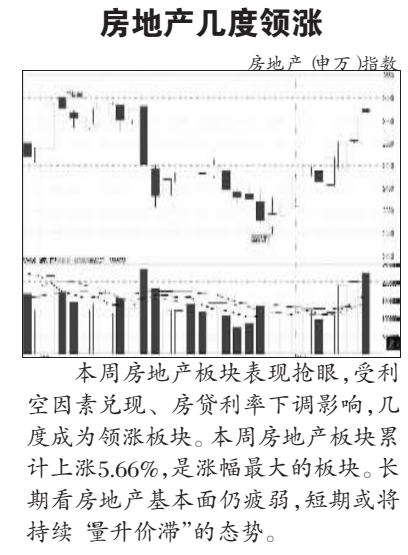 房地产几度领涨
房地产(申万)指数
本周房地产板块表现抢眼,受利
空因素兑现、房贷利率下调影响,几
度成为领涨板块。本周房地产板块累
计上涨5.66%,是涨幅最大的板块。长
期看房地产基本面仍疲弱,短期或将
持续 量升价滞”的态势。